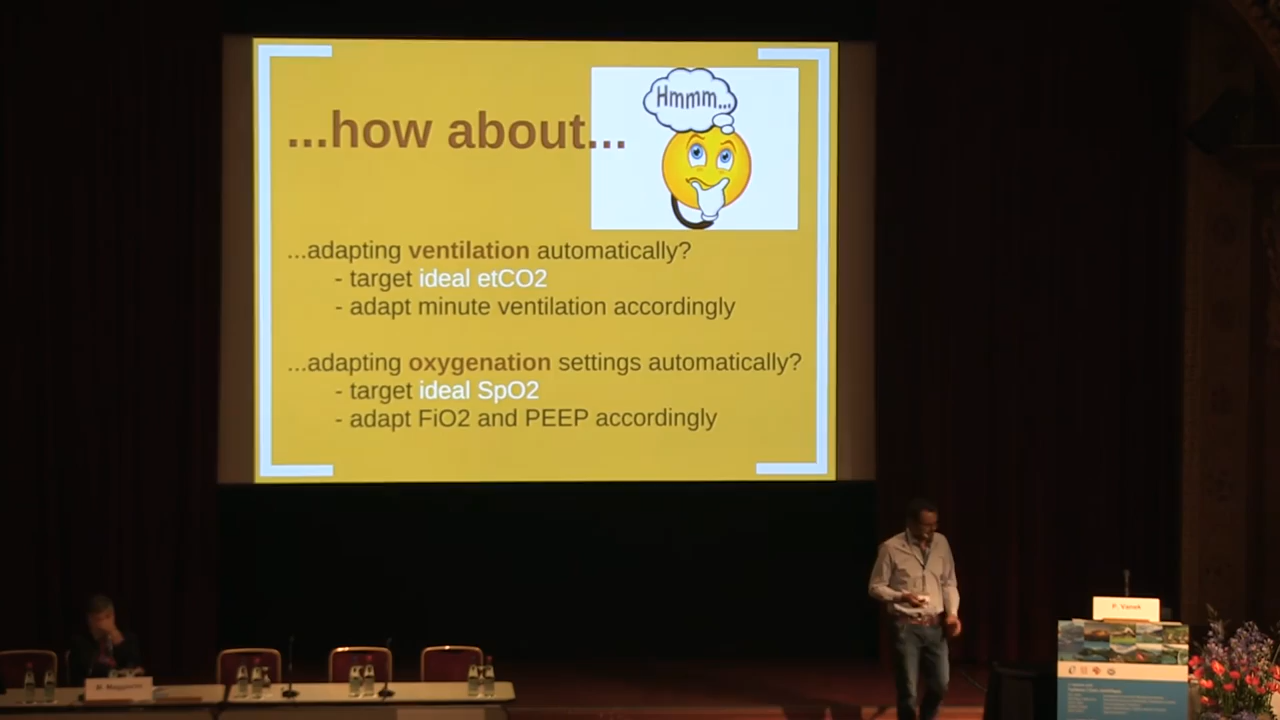 Hmmm...
...how about...
...adapting ventilation automatically?
- target ideal etCO2
- adapt minute ventilation accordingly
...adapting oxygenation settings automatically?
- target ideal SpO2
- adapt FiO2 and PEEP accordingly
P. Vanek